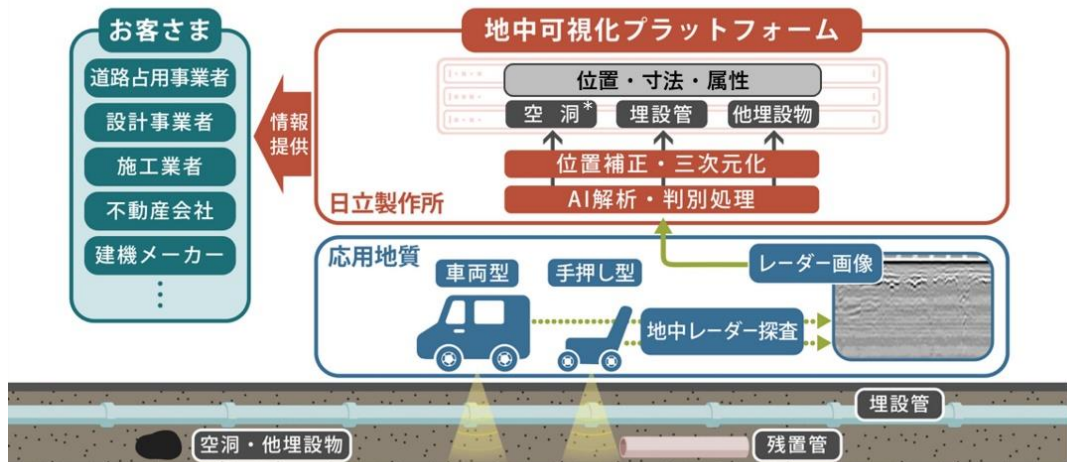 お客さま
道路占用事業者
設計事業者
施工業者
不動産会社
建機メーカー
⋮
情報
提供
地中可視化プラットフォーム
位置・寸法・属性
空 洞*
埋設管
他埋設物
位置補正・三次元化
AI解析・判別処理
日立製作所
応用地質
車両型
手押し型
レーダー画像
地中レーダー探査
埋設管
空洞・他埋設物
残置管